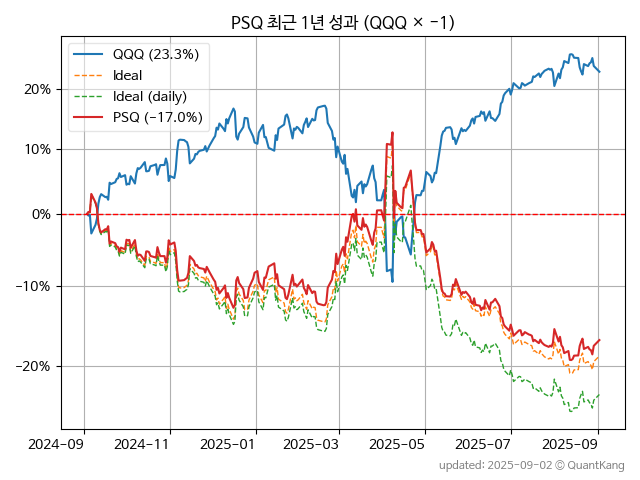 PSQ 최근 1년 성과 (QQQ × −1)
QQQ (23.3%)
Ideal
Ideal (daily)
PSQ (−17.0%)
20%
10%
0%
−10%
−20%
2024−09
2024−11
2025−01
2025−03
2025−05
2025−07
2025−09
updated: 2025−09−02 © QuantKang